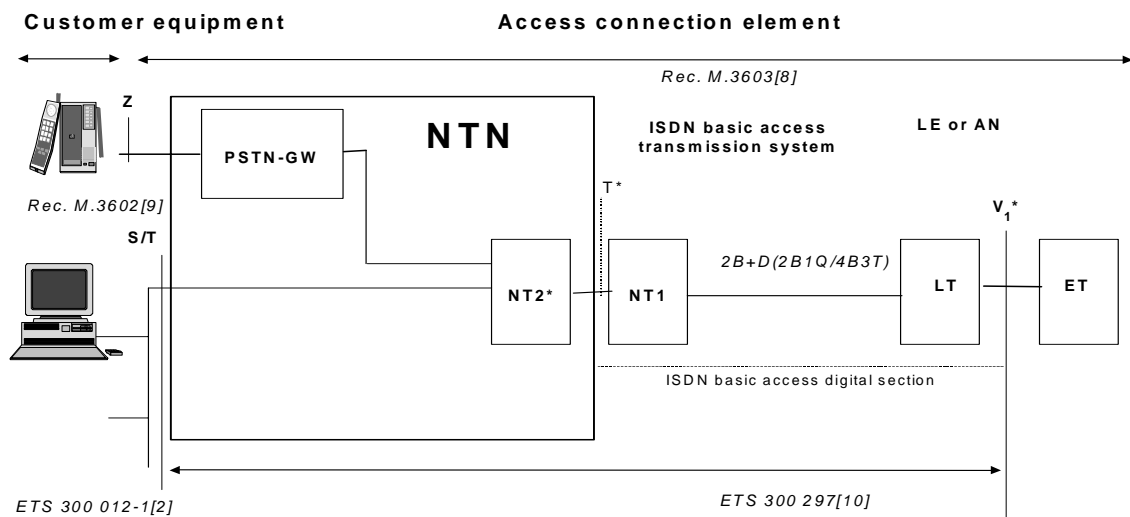 Customer equipment
Access connection element
Rec. M.3603[8]
Z
NTN
ISDN basic access
transmission system
LE or AN
PSTN-GW
T*
Rec. M.3602[9]
V1*
S/T
2B+D(2B1Q/4B3T)
NT2*
NT1
LT
ET
ISDN basic access digital section
ETS 300 012-1[2]
ETS 300 297[10]